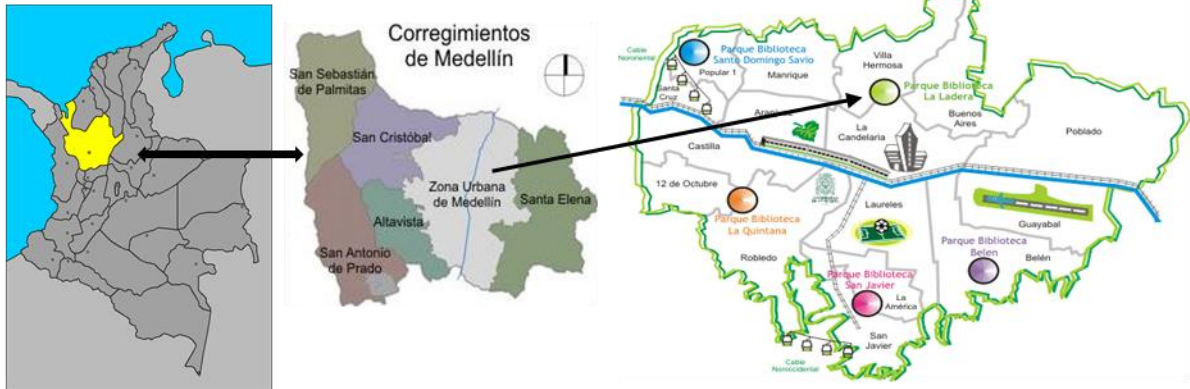 Corregimientos
de Medellín
San Sebastián
de Palmitas
San Cristóbal
Zona Urbana
de Medellín
Santa Elena
Altavista
San Antonio
de Prado
Cable
Nororiental
Parque Biblioteca
Santo Domingo Savio
Popular 1
Santa
Cruz
Manrique
Villa
Hermosa
Parque Biblioteca
La Ladera
Buenos
Aires
Poblado
La
Candelaria
Castilla
12 de Octubre
Parque Biblioteca
La Quintana
Laureles
Guayabal
Parque Biblioteca
Belen
Belén
Robledo
Parque Biblioteca
San Javier
La
América
San
Javier
Cable
Noroccidental